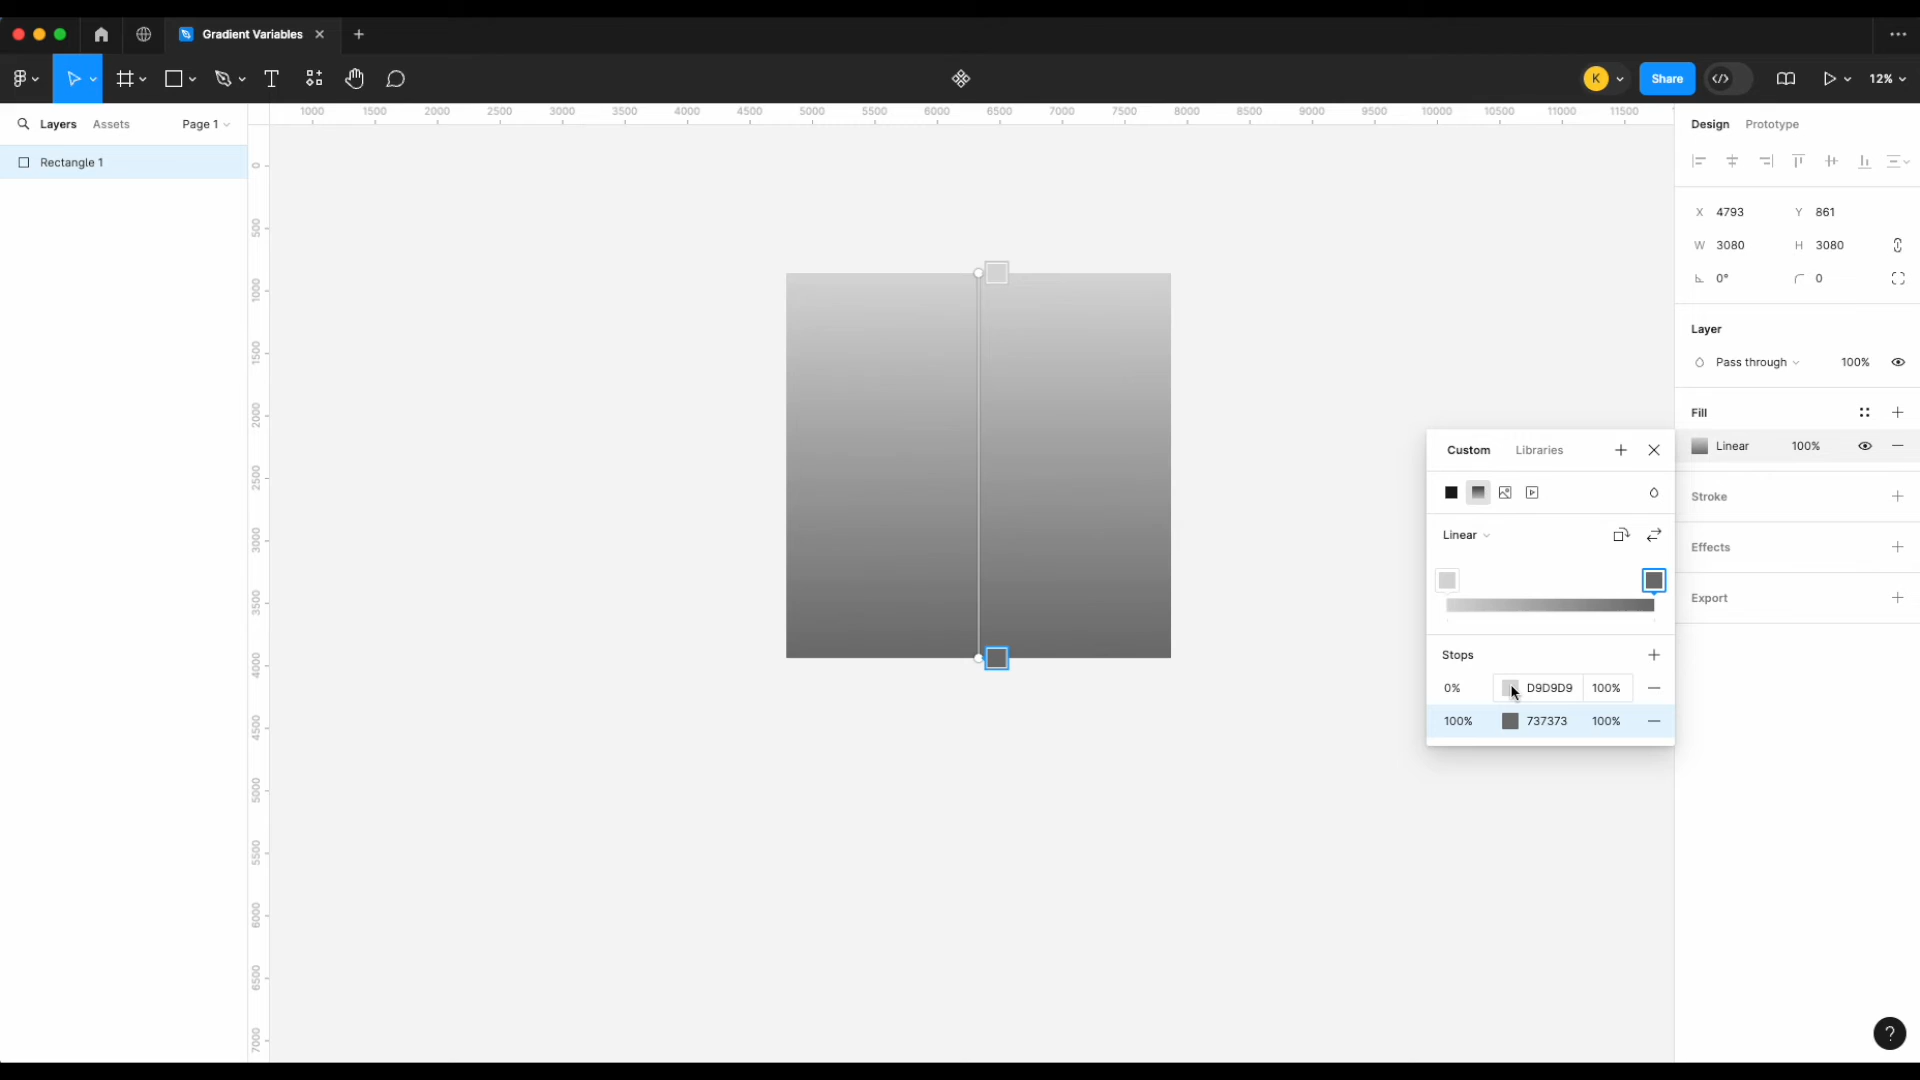 Gradient Variables
K
Share
12%
Layers
Assets
Page 1
1000 1500 2000 2500 3000 3500 4000 4500 5000 5500 6000 6500 7000 7500 8000 8500 9000 9500 10000 10500 11000 11500
Design
Prototype
Rectangle 1
0
500
1000
1500
2000
2500
3000
3500
4000
4500
5000
5500
6000
6500
7000
X 4793 Y 861
W 3080 H 3080
0° 0
Layer
Pass through 100%
Fill
Linear 100%
Stroke
Effects
Export
Custom
Libraries
Linear
Stops
0% D9D9D9 100%
100% 737373 100%
?